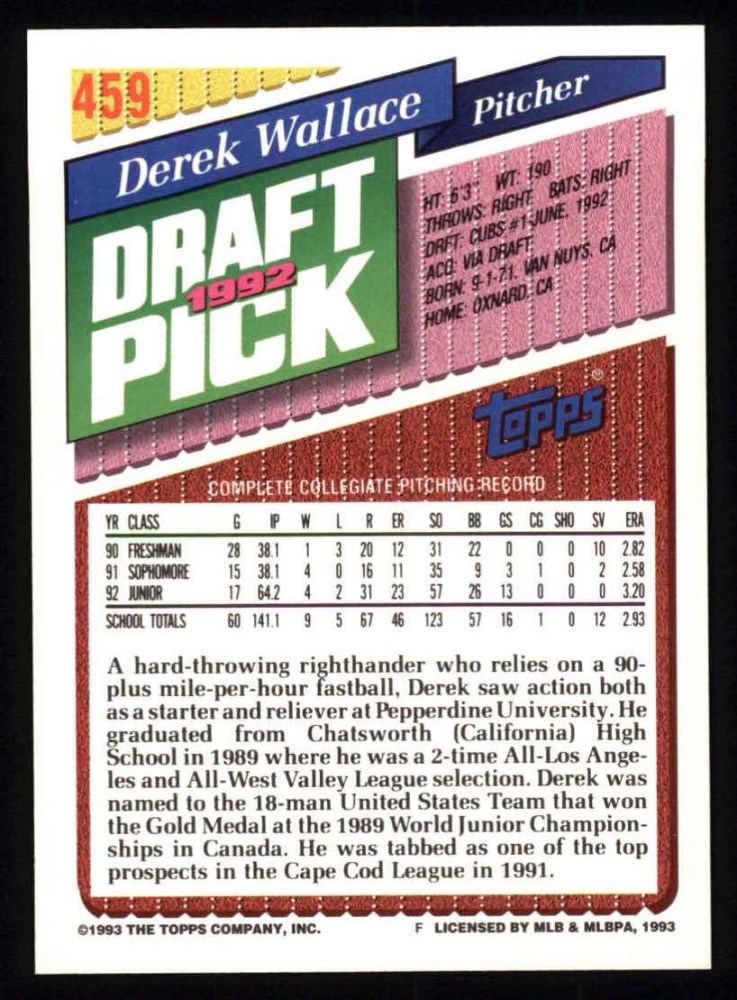 459
Derek Wallace
Pitcher
DRAFT
1992
PICK
HT: 6'3" WT: 190
THROWS: RIGHT BATS: RIGHT
DRFT: CUBS #1-JUNE, 1992
ACQ: VIA DRAFT
BORN: 9-1-71, VAN NUYS, CA
HOME: OXNARD, CA
Topps®
COMPLETE COLLEGIATE PITCHING RECORD
YR CLASS G IP W L R ER SO BB GS CG SHO SV ERA
90 FRESHMAN 28 38.1 1 3 20 12 31 22 0 0 0 10 2.82
91 SOPHOMORE 15 38.1 4 0 16 11 35 9 3 1 0 2 2.58
92 JUNIOR 17 64.2 4 2 31 23 57 26 13 0 0 0 3.20
SCHOOL TOTALS 60 141.1 9 5 67 46 123 57 16 1 0 12 2.93
A hard-throwing righthander who relies on a 90-
plus mile-per-hour fastball, Derek saw action both
as a starter and reliever at Pepperdine University. He
graduated from Chatsworth (California) High
School in 1989 where he was a 2-time All-Los Ange-
les and All-West Valley League selection. Derek was
named to the 18-man United States Team that won
the Gold Medal at the 1989 World Junior Champion-
ships in Canada. He was tabbed as one of the top
prospects in the Cape Cod League in 1991.
©1993 THE TOPPS COMPANY, INC.
F LICENSED BY MLB & MLBPA, 1993